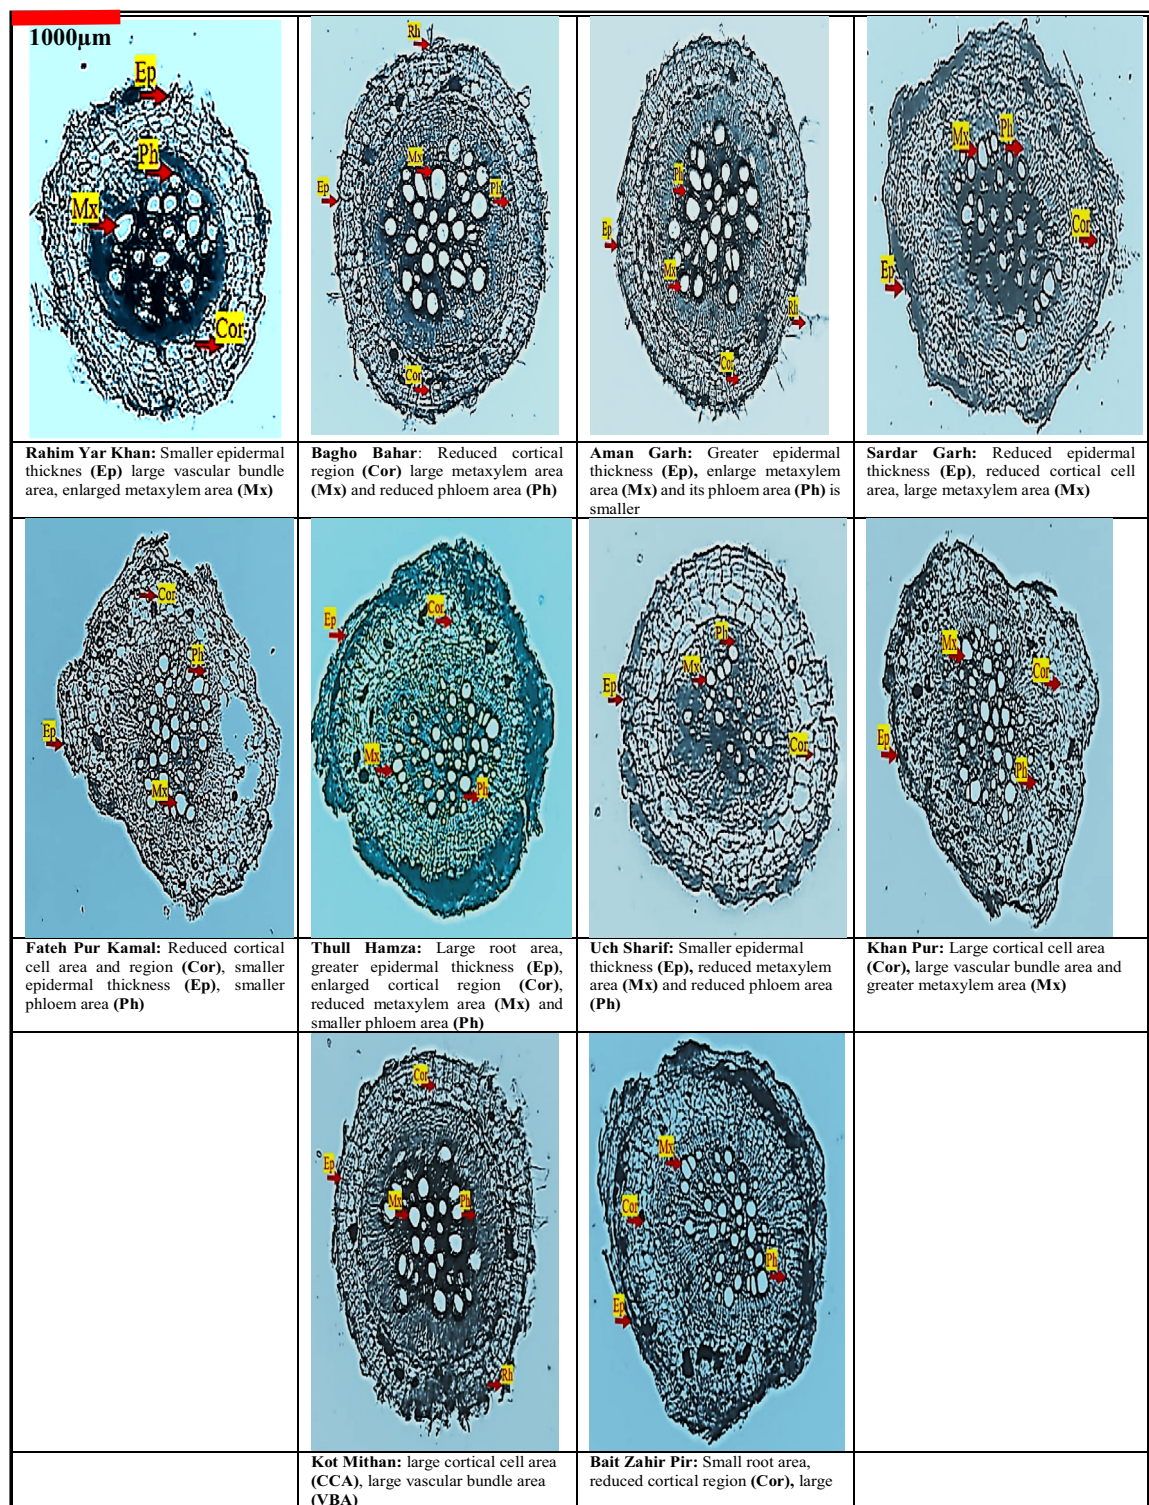 1000µm
Ep
Ph
Mx
Cor
Rh
Mx
Ep
Ph
Cor
Ph
Ep
Mx
Rh
Cor
Mx
Ph
Cor
Ep
Rahim Yar Khan: Smaller epidermal
thicknes (Ep) large vascular bundle
area, enlarged metaxylem area (Mx)
Bagho Bahar: Reduced cortical
region (Cor) large metaxylem area
(Mx) and reduced phloem area (Ph)
Aman Garh: Greater epidermal
thickness (Ep), enlarge metaxylem
area (Mx) and its phloem area (Ph) is
smaller
Sardar Garh: Reduced epidermal
thickness (Ep), reduced cortical cell
area, large metaxylem area (Mx)
Cor
Ph
Ep
Mx
Ep
Cor
Mx
Ph
Ph
Mx
Ep
Cor
Mx
Cor
Ep
Ph
Fateh Pur Kamal: Reduced cortical
cell area and region (Cor), smaller
epidermal thickness (Ep), smaller
phloem area (Ph)
Thull Hamza: Large root area,
greater epidermal thickness (Ep),
enlarged cortical region (Cor),
reduced metaxylem area (Mx) and
smaller phloem area (Ph)
Uch Sharif: Smaller epidermal
thickness (Ep), reduced metaxylem
area (Mx) and reduced phloem area
(Ph)
Khan Pur: Large cortical cell area
(Cor), large vascular bundle area and
greater metaxylem area (Mx)
Cor
Ep
Mx
Ph
Rh
Mx
Cor
Ph
Ep
Kot Mithan: large cortical cell area
(CCA), large vascular bundle area
(VBA)
Bait Zahir Pir: Small root area,
reduced cortical region (Cor), large